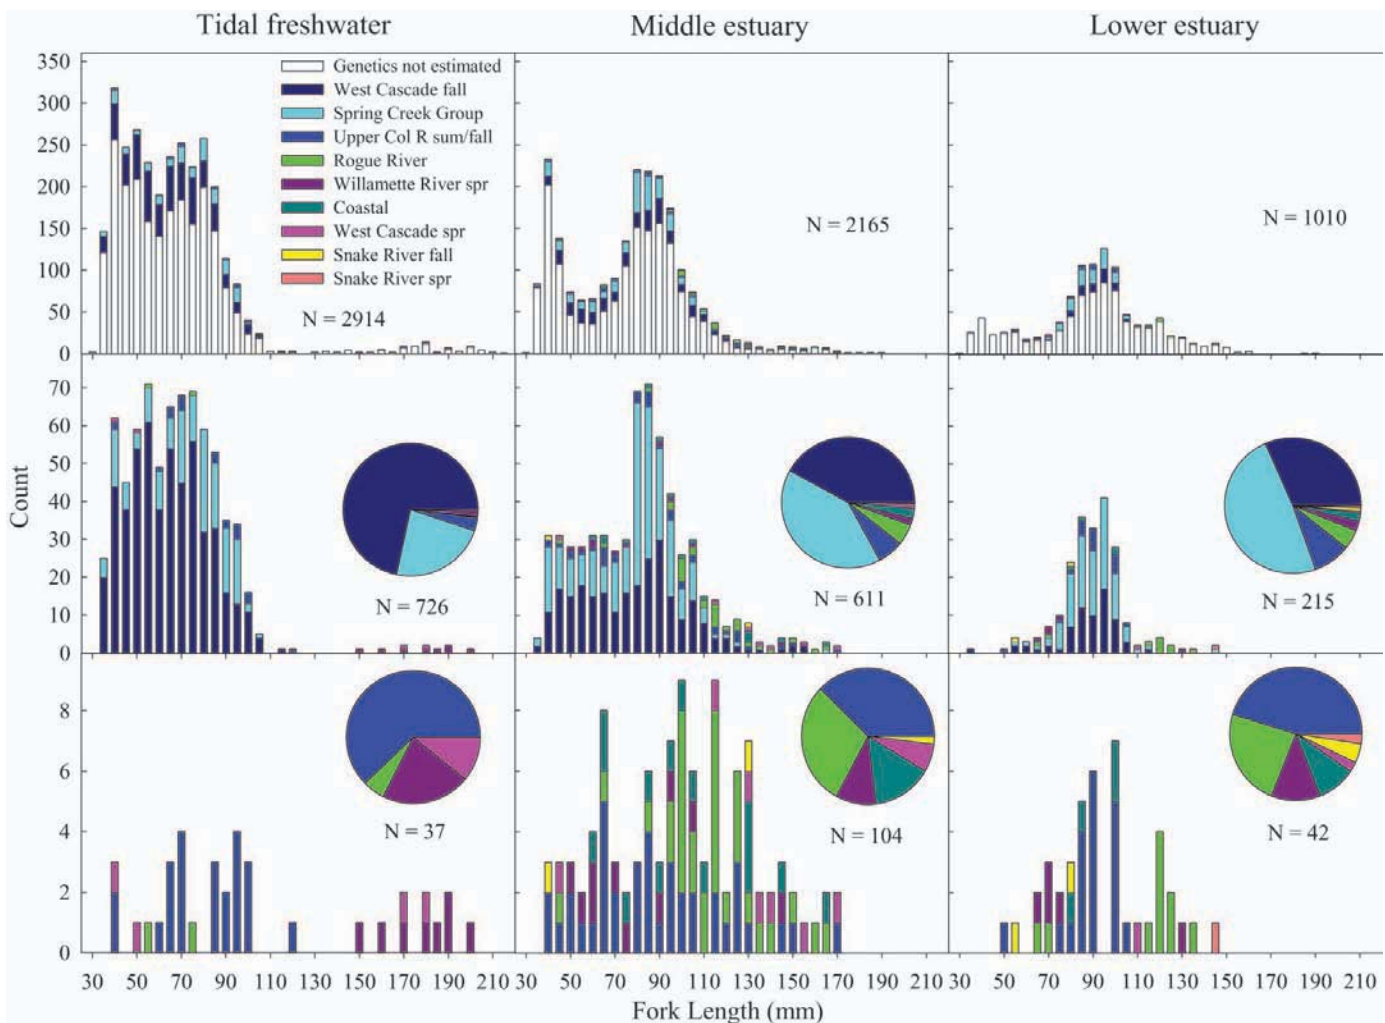 Tidal freshwater
Middle estuary
Lower estuary
350
300
250
200
150
100
50
0
Genetics not estimated
West Cascade fall
Spring Creek Group
Upper Col R sum/fall
Rogue River
Willamette River spr
Coastal
West Cascade spr
Snake River fall
Snake River spr
N = 2914
N = 2165
N = 1010
Count
70
60
50
40
30
20
10
0
N = 726
N = 611
N = 215
8
6
4
2
0
N = 37
N = 104
N = 42
30 50 70 90 110 130 150 170 190 210
30 50 70 90 110 130 150 170 190 210
30 50 70 90 110 130 150 170 190 210
Fork Length (mm)